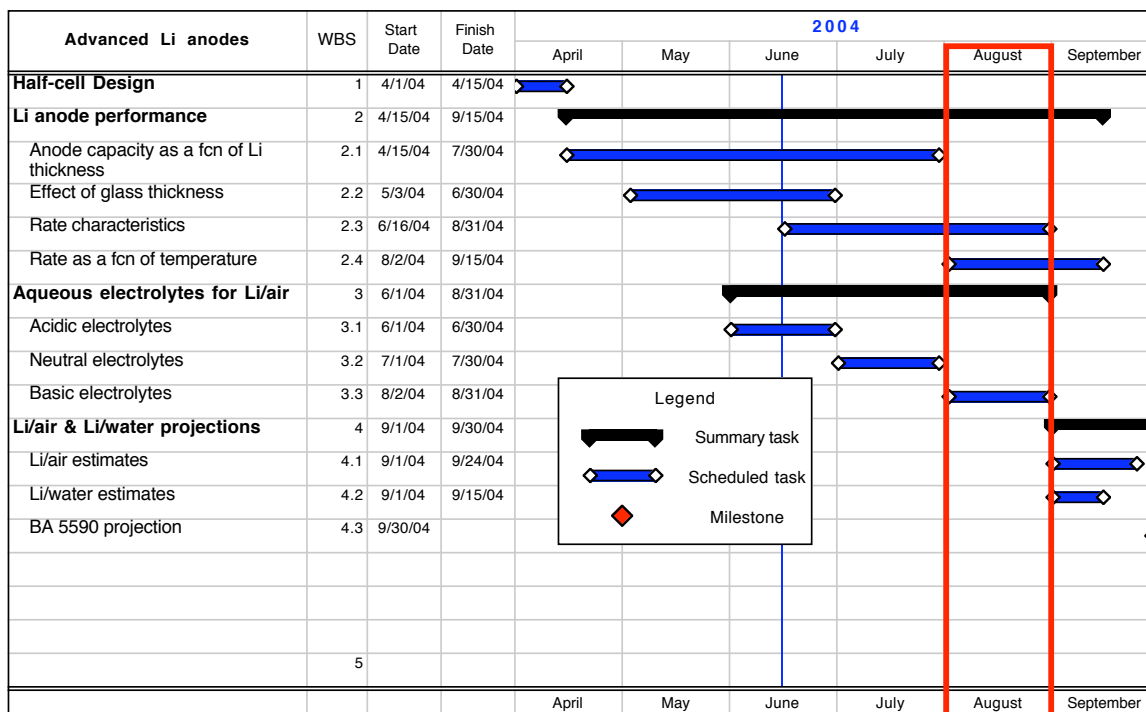 Advanced Li anodes WBS Start Date Finish Date 2004
April May June July August September
Half-cell Design 1 4/1/04 4/15/04
Li anode performance 2 4/15/04 9/15/04
Anode capacity as a fcn of Li thickness 2.1 4/15/04 7/30/04
Effect of glass thickness 2.2 5/3/04 6/30/04
Rate characteristics 2.3 6/16/04 8/31/04
Rate as a fcn of temperature 2.4 8/2/04 9/15/04
Aqueous electrolytes for Li/air 3 6/1/04 8/31/04
Acidic electrolytes 3.1 6/1/04 6/30/04
Neutral electrolytes 3.2 7/1/04 7/30/04
Basic electrolytes 3.3 8/2/04 8/31/04
Li/air & Li/water projections 4 9/1/04 9/30/04
Li/air estimates 4.1 9/1/04 9/24/04
Li/water estimates 4.2 9/1/04 9/15/04
BA 5590 projection 4.3 9/30/04
5
Legend
Summary task
Scheduled task
Milestone
April May June July August September